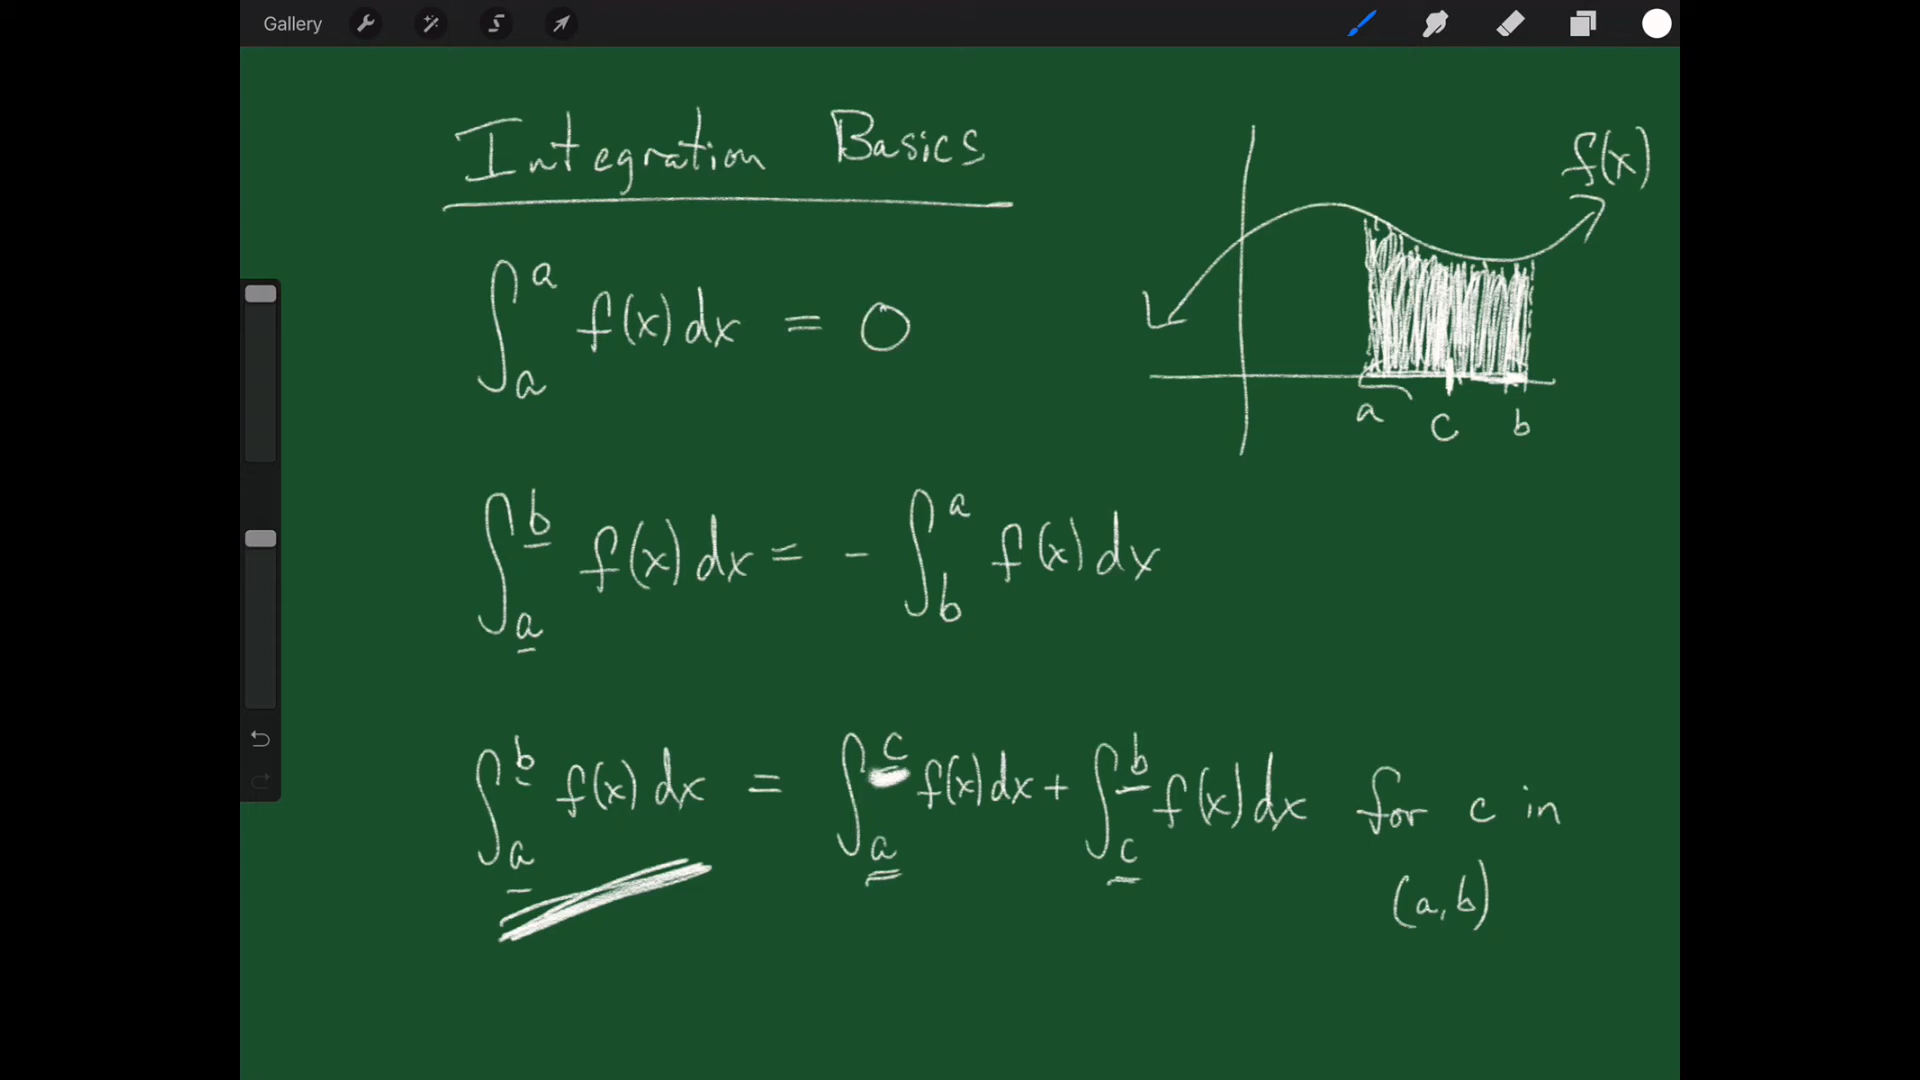 Gallery
Integration Basics
f(x)
∫_a^a f(x) dx = 0
a c b
∫_a^b f(x) dx = - ∫_b^a f(x) dx
∫_a^b f(x) dx = ∫_a^c f(x) dx + ∫_c^b f(x) dx for c in
(a, b)